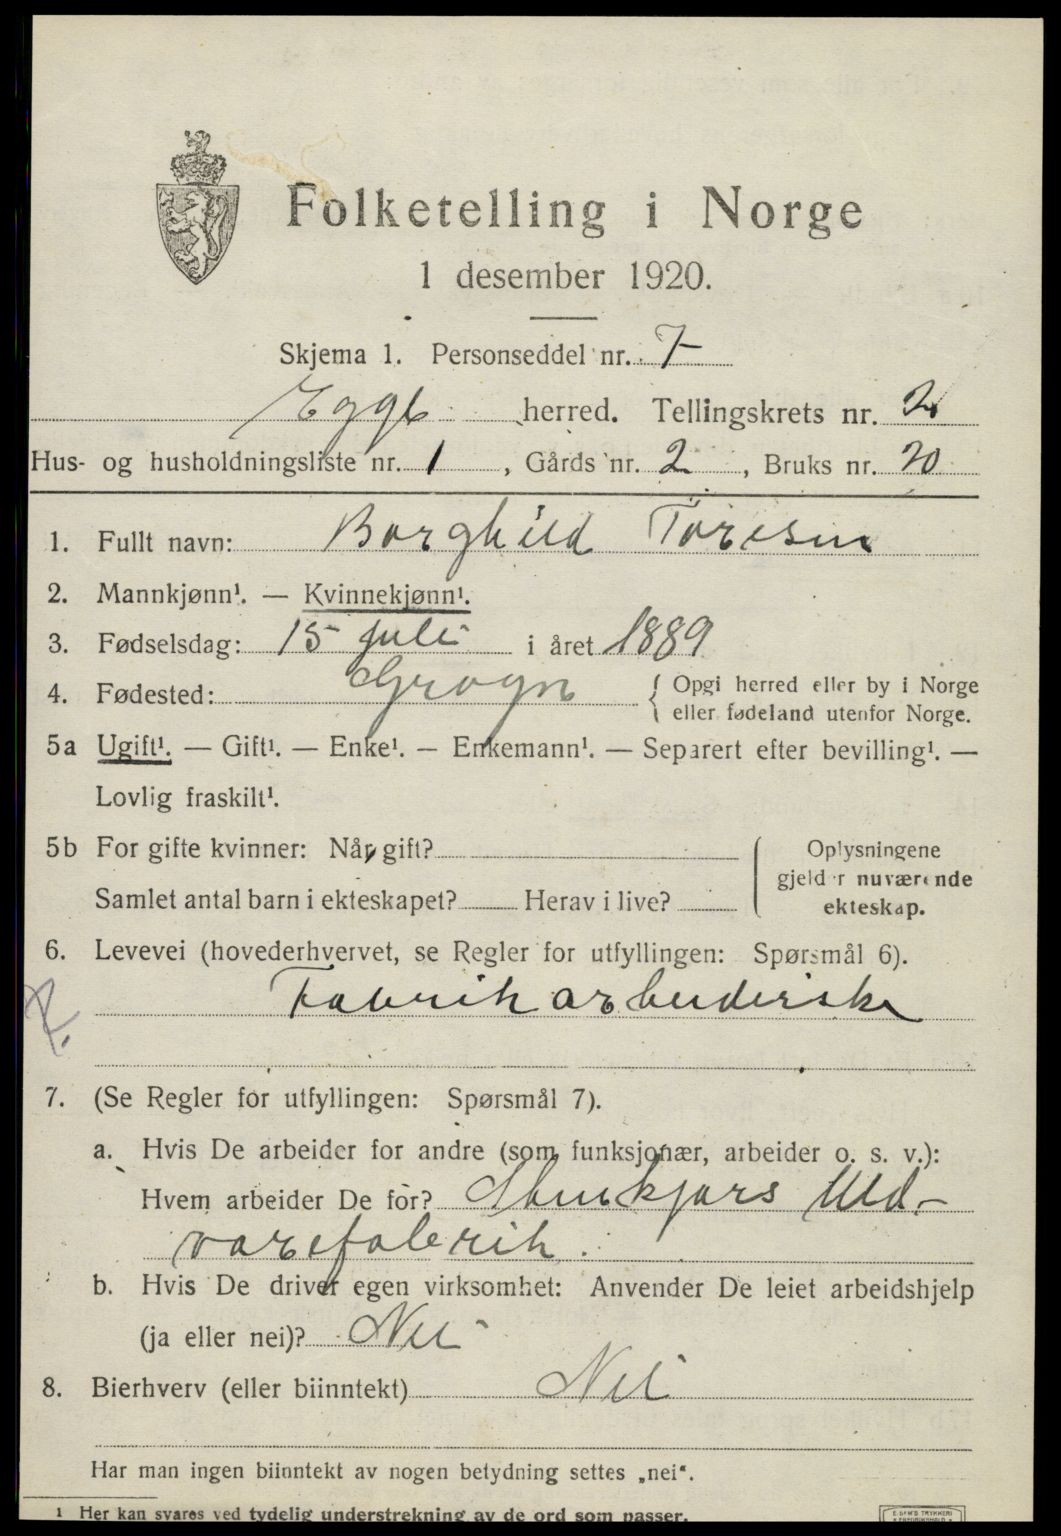 Folketelling i Norge
1 desember 1920.
Skjema 1. Personseddel nr. 7
Egge herred. Tellingskrets nr. 2
Hus- og husholdningsliste nr. 1, Gårds nr. 2, Bruks nr. 20
1. Fullt navn: Borghild Toresen
2. Mannkjønn¹. — Kvinnekjønn¹.
3. Fødselsdag: 15 juli i året 1889
4. Fødested: { Opgi herred eller by i Norge
eller fødeland utenfor Norge.
5a Ugift¹. — Gift¹. — Enke¹. — Enkemann¹. — Separert efter bevilling¹. —
Lovlig fraskilt¹.
5b For gifte kvinner: Når gift? Oplysningene
gjelder nuværende
Samlet antal barn i ekteskapet? Herav i live? ekteskap.
6. Levevei (hovederhvervet, se Regler for utfyllingen: Spørsmål 6).
Fabrikarbeiderske
7. (Se Regler for utfyllingen: Spørsmål 7).
a. Hvis De arbeider for andre (som funksjonær, arbeider o. s. v.):
Hvem arbeider De for? Stenkjærs Uld-
varefabrik.
b. Hvis De driver egen virksomhet: Anvender De leiet arbeidshjelp
(ja eller nei)? Nei
8. Bierhverv (eller biinntekt) Nei
Har man ingen biinntekt av nogen betydning settes „nei“.
¹ Her kan svares ved tydelig understrekning av de ord som passer.